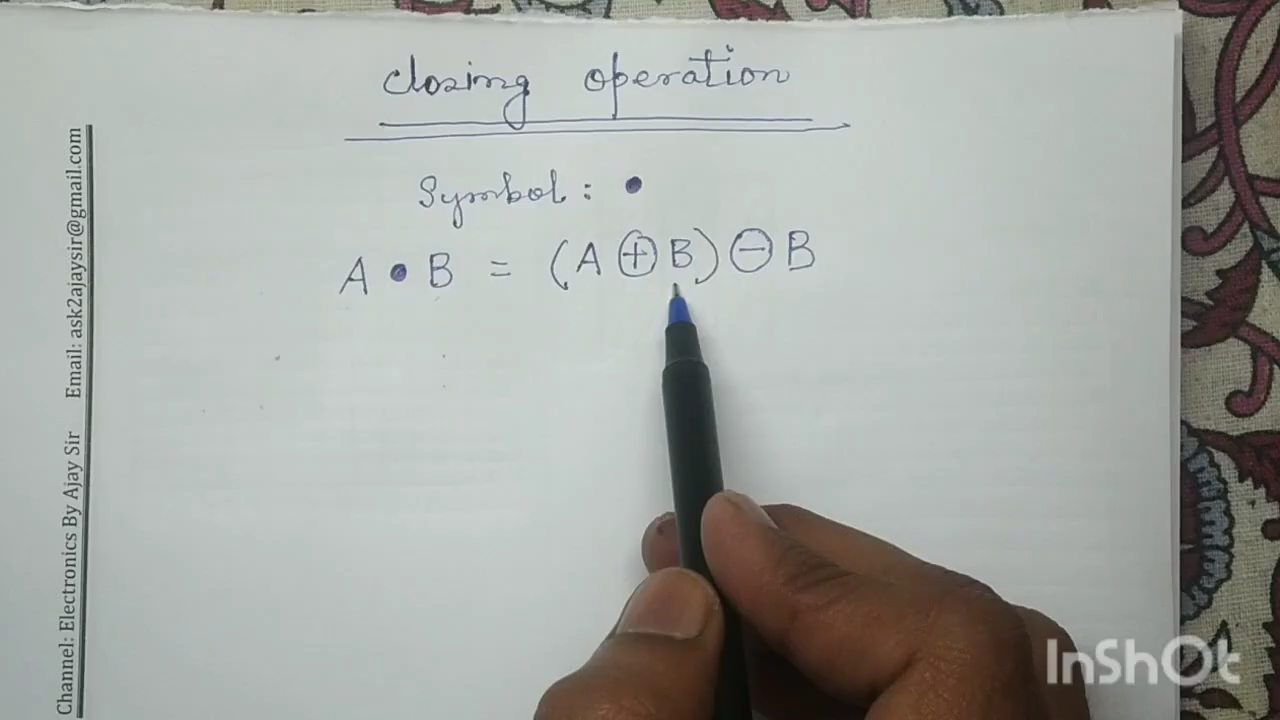 Closing operation
Symbol : •
A • B = (A ⊕ B) ⊖ B
Channel: Electronics By Ajay Sir Email: ask2ajaysir@gmail.com
InShOt